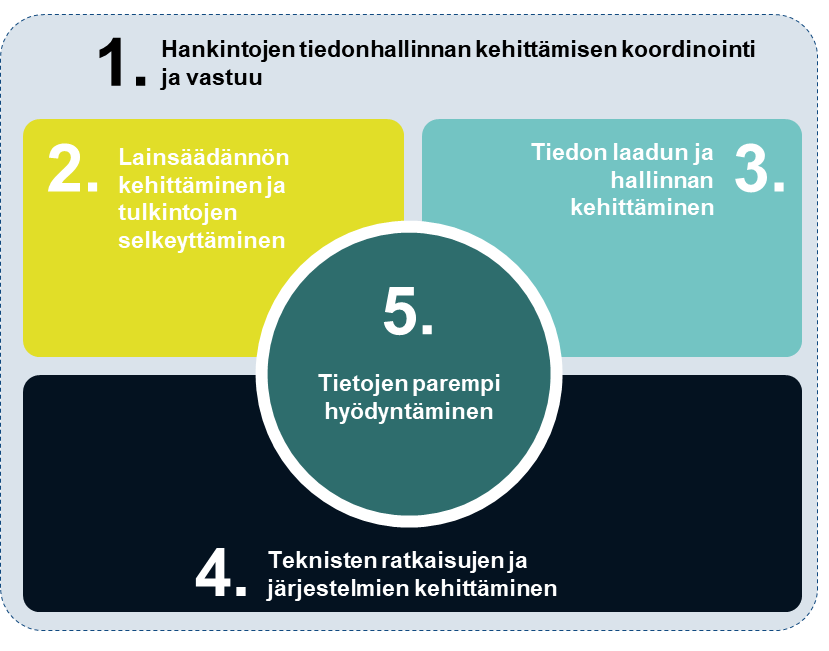 1. Hankintojen tiedonhallinnan kehittämisen koordinointi
ja vastuu
2. Lainsäädännön
kehittäminen ja
tulkintojen
selkeyttäminen
Tiedon laadun ja 3.
hallinnan
kehittäminen
5.
Tietojen parempi
hyödyntäminen
4. Teknisten ratkaisujen ja
järjestelmien kehittäminen